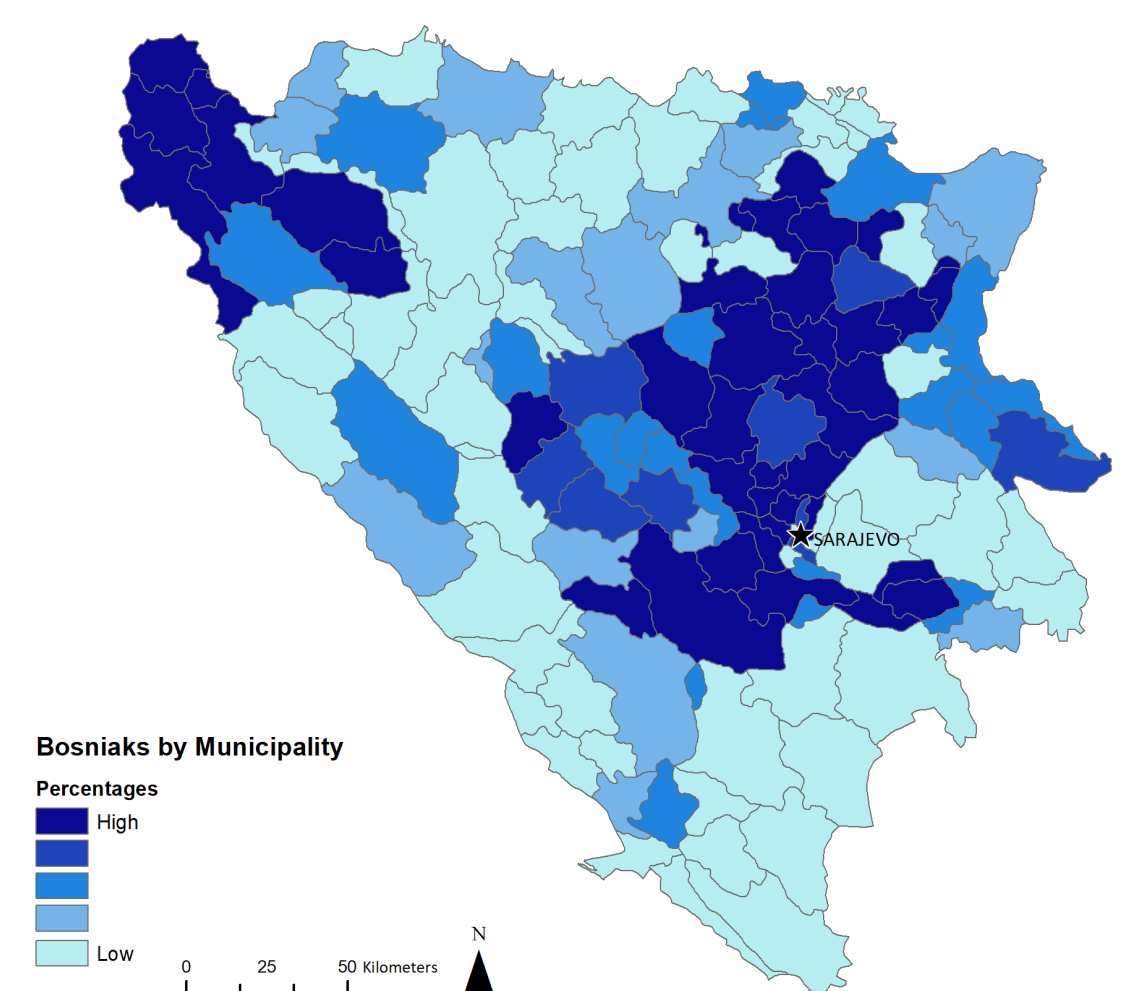 SARAJEVO
Bosniaks by Municipality
Percentages
High
Low
N
0 25 50 Kilometers